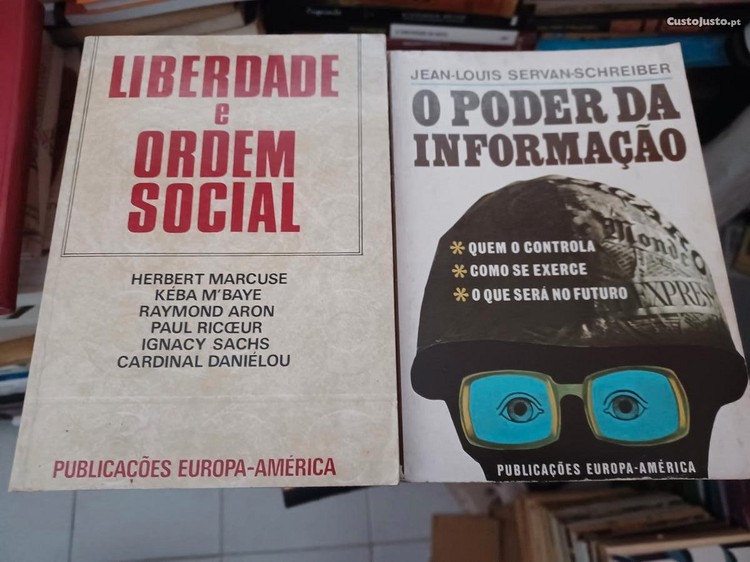 CustoJusto.pt
LIBERDADE
e
ORDEM
SOCIAL
HERBERT MARCUSE
KÉBA M'BAYE
RAYMOND ARON
PAUL RICŒUR
IGNACY SACHS
CARDINAL DANIÉLOU
PUBLICAÇÕES EUROPA-AMÉRICA
JEAN-LOUIS SERVAN-SCHREIBER
O PODER DA
INFORMAÇÃO
* QUEM O CONTROLA
* COMO SE EXERCE
* O QUE SERÁ NO FUTURO
Monde
EXPRESS
PUBLICAÇÕES EUROPA-AMÉRICA